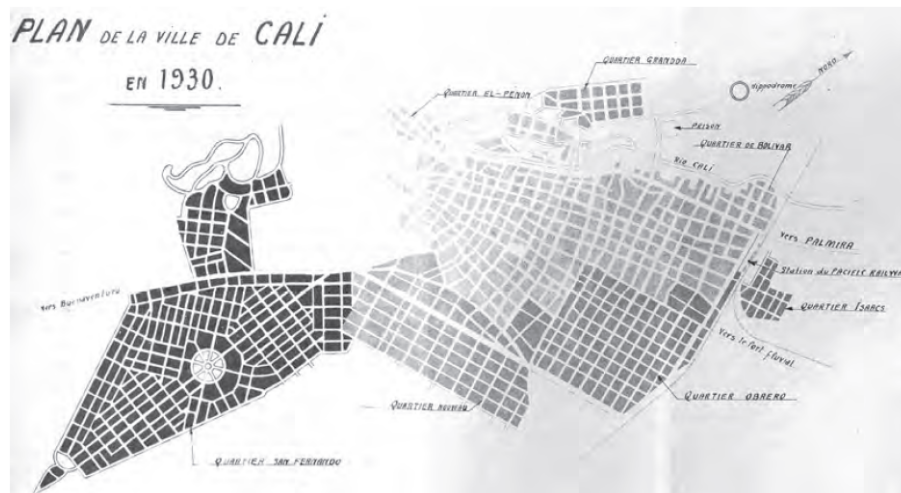 PLAN DE LA VILLE DE CALI
EN 1930.
QUARTIER GRANADA
QUARTIER EL-PEÑON
NORD
Hippodrome
PRISON
QUARTIER DE BOLIVAR
Rio CALI
vers PALMIRA
Station du PACIFIC RAILWAY
QUARTIER ISAACS
vers Buenaventura
Vers le Port fluvial
QUARTIER OBRERO
QUARTIER
QUARTIER SAN FERNANDO